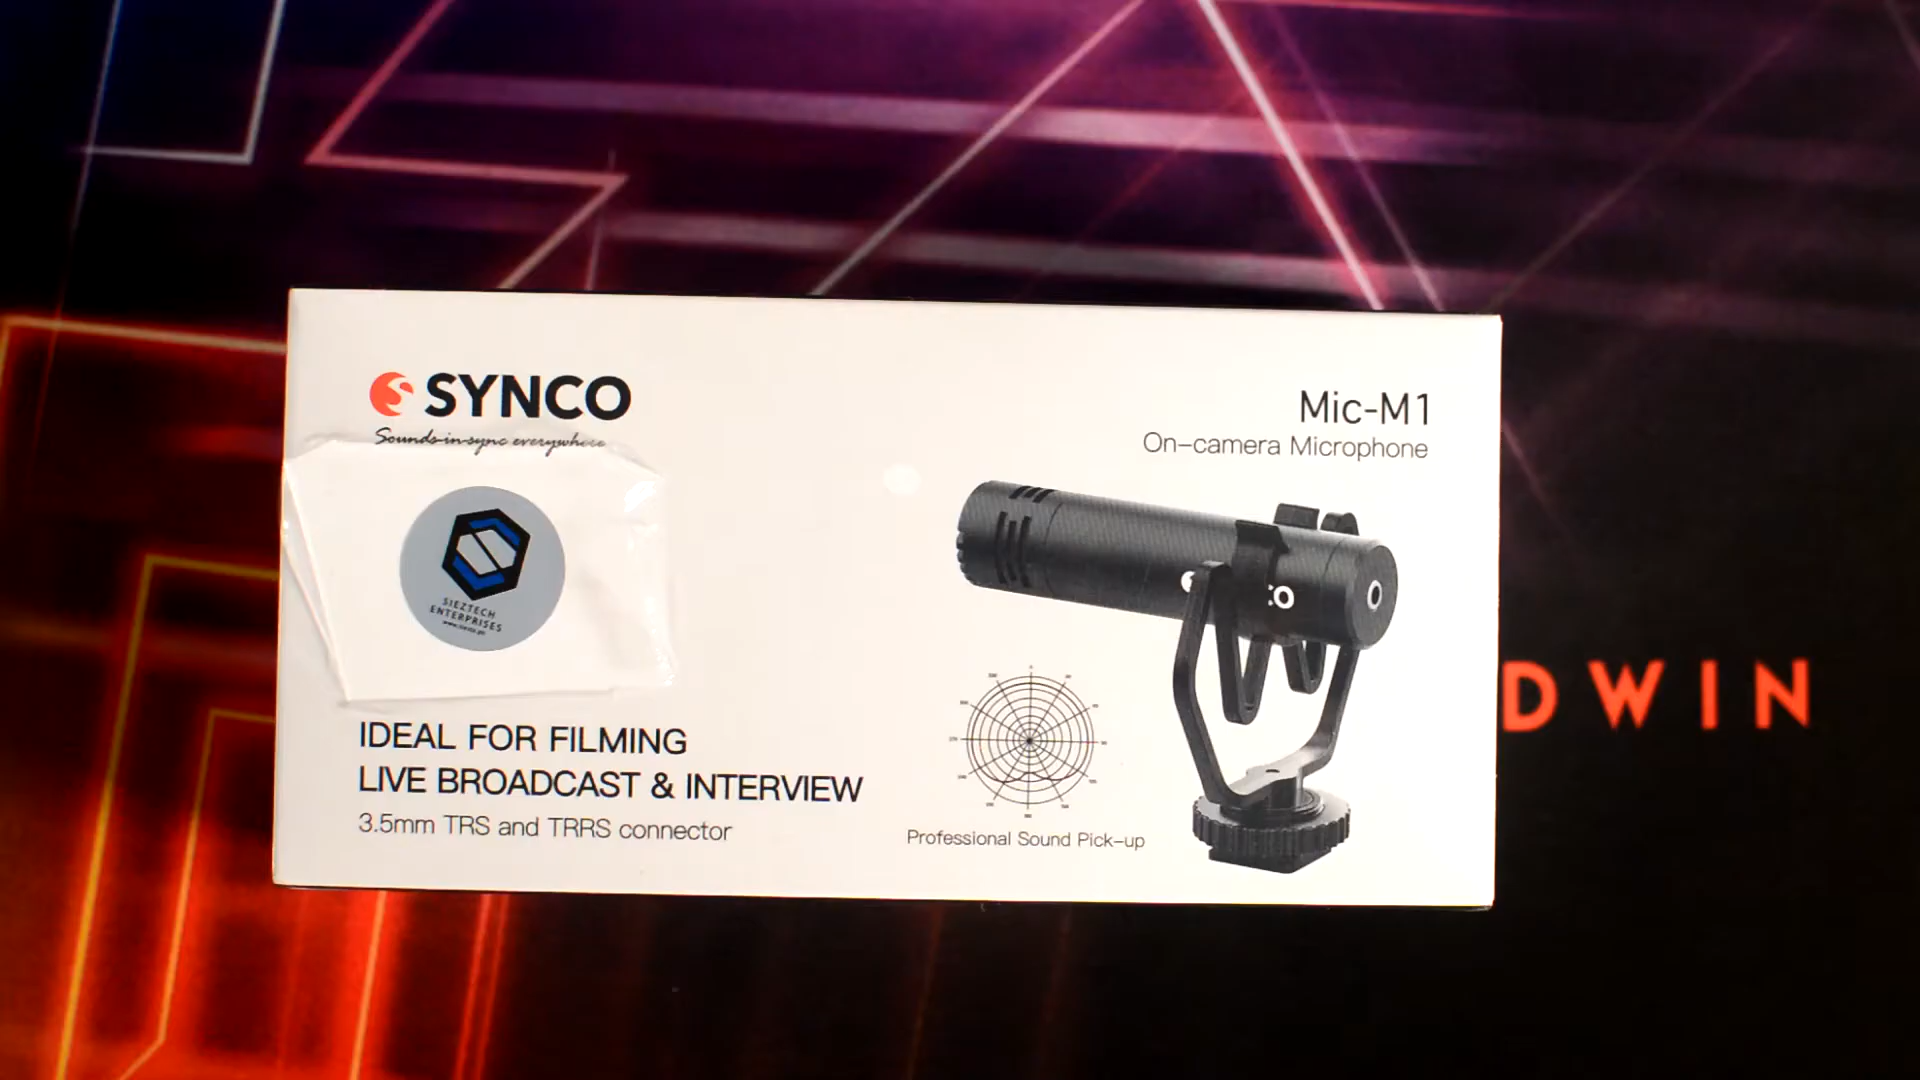 SYNCO
Sounds-in-sync everywhere
Mic-M1
On-camera Microphone
SIEZTECH
ENTERPRISES
IDEAL FOR FILMING
LIVE BROADCAST & INTERVIEW
3.5mm TRS and TRRS connector
Professional Sound Pick-up
DWIN